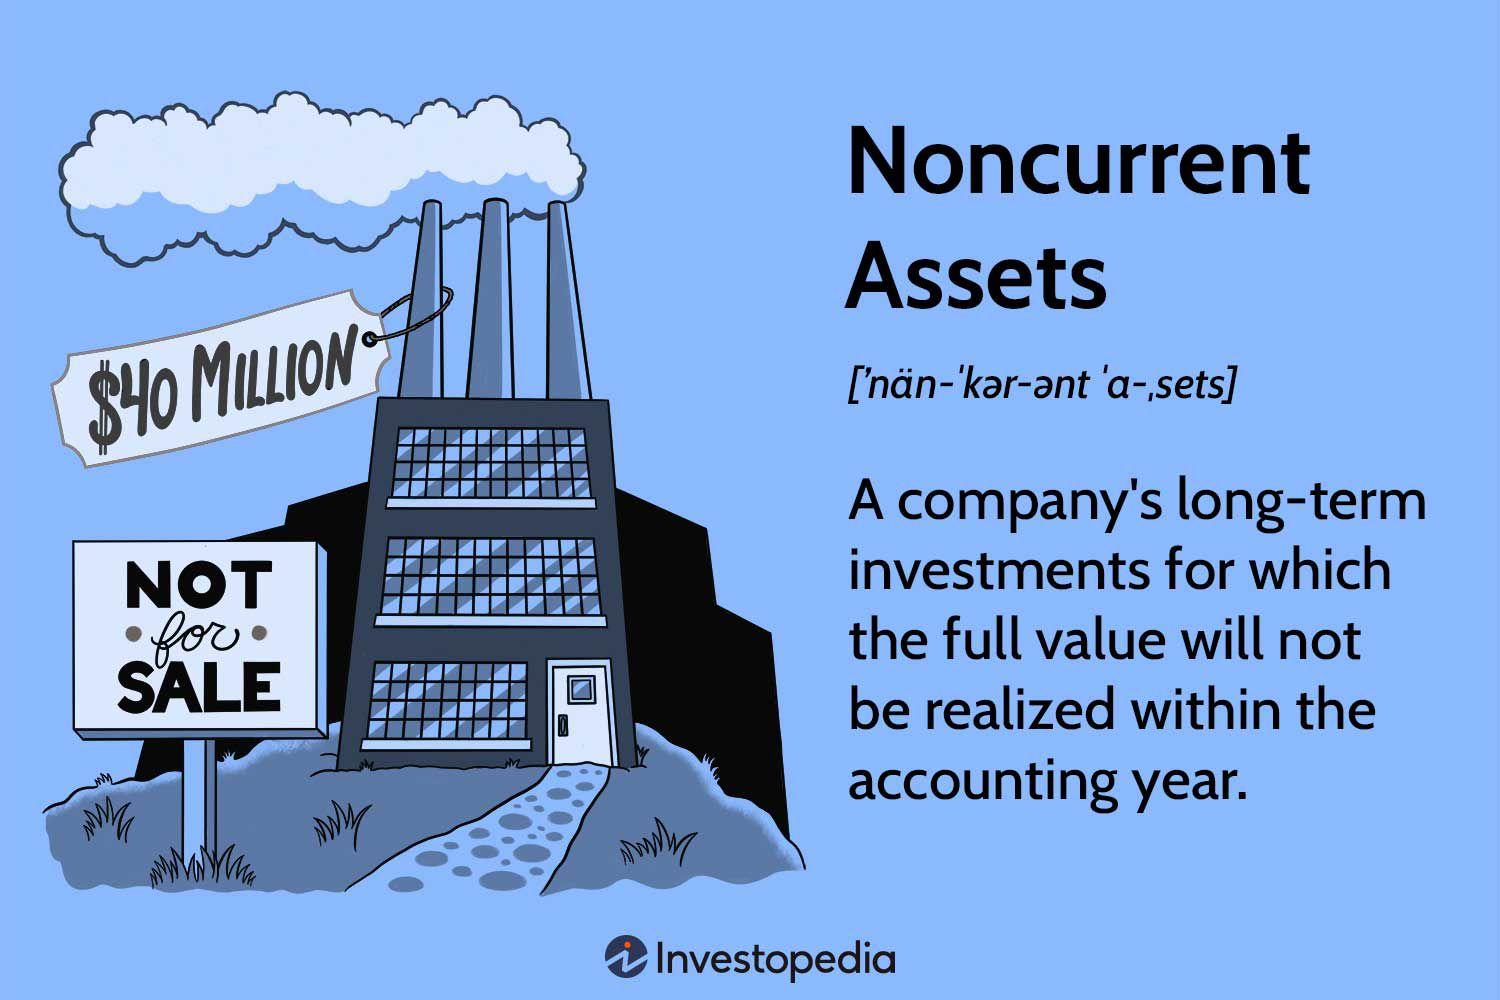 Noncurrent
Assets
['nän-ˈkər-ənt ˈa-ˌsets]
A company's long-term
investments for which
the full value will not
be realized within the
accounting year.
$40 MILLION
NOT
for
SALE
Investopedia